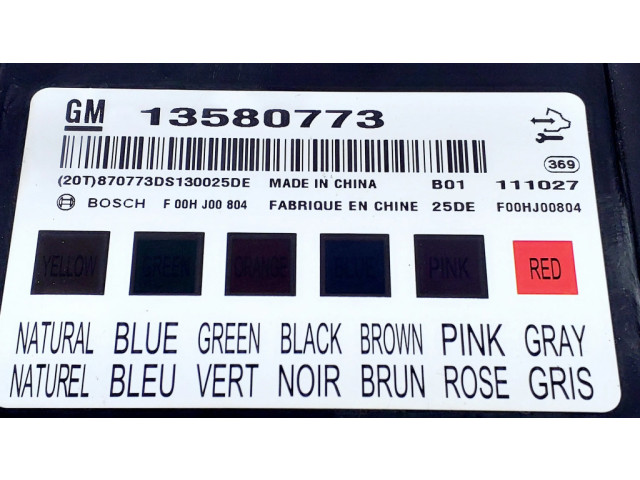 GM 13580773
369
(20T)870773DS130025DE MADE IN CHINA B01 111027
BOSCH F 00H J00 804 FABRIQUE EN CHINE 25DE F00HJ00804
YELLOW GREEN ORANGE BLUE PINK RED
NATURAL BLUE GREEN BLACK BROWN PINK GRAY
NATUREL BLEU VERT NOIR BRUN ROSE GRIS